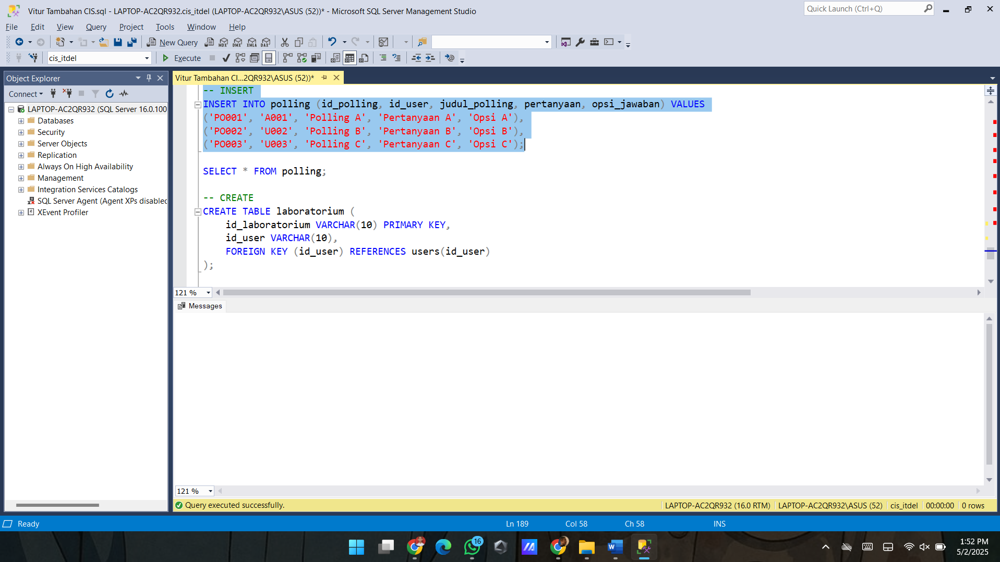 Vitur Tambahan CIS.sql - LAPTOP-AC2QR932.cis_itdel (LAPTOP-AC2QR932\ASUS (52))* - Microsoft SQL Server Management Studio
Quick Launch (Ctrl+Q)
File Edit View Query Project Tools Window Help
New Query MDX DMX XMLA DAX
cis_itdel Execute
Object Explorer
Vitur Tambahan CI...2QR932\ASUS (52))*
Connect
LAPTOP-AC2QR932 (SQL Server 16.0.100
Databases
Security
Server Objects
Replication
Always On High Availability
Management
Integration Services Catalogs
SQL Server Agent (Agent XPs disabled
XEvent Profiler
-- INSERT
INSERT INTO polling (id_polling, id_user, judul_polling, pertanyaan, opsi_jawaban) VALUES
('PO001', 'A001', 'Polling A', 'Pertanyaan A', 'Opsi A'),
('PO002', 'U002', 'Polling B', 'Pertanyaan B', 'Opsi B'),
('PO003', 'U003', 'Polling C', 'Pertanyaan C', 'Opsi C');
SELECT * FROM polling;
-- CREATE
CREATE TABLE laboratorium (
id_laboratorium VARCHAR(10) PRIMARY KEY,
id_user VARCHAR(10),
FOREIGN KEY (id_user) REFERENCES users(id_user)
);
121 %
Messages
121 %
Query executed successfully. LAPTOP-AC2QR932 (16.0 RTM) LAPTOP-AC2QR932\ASUS (52) cis_itdel 00:00:00 0 rows
Ready Ln 189 Col 58 Ch 58 INS
16
1:52 PM
5/2/2025